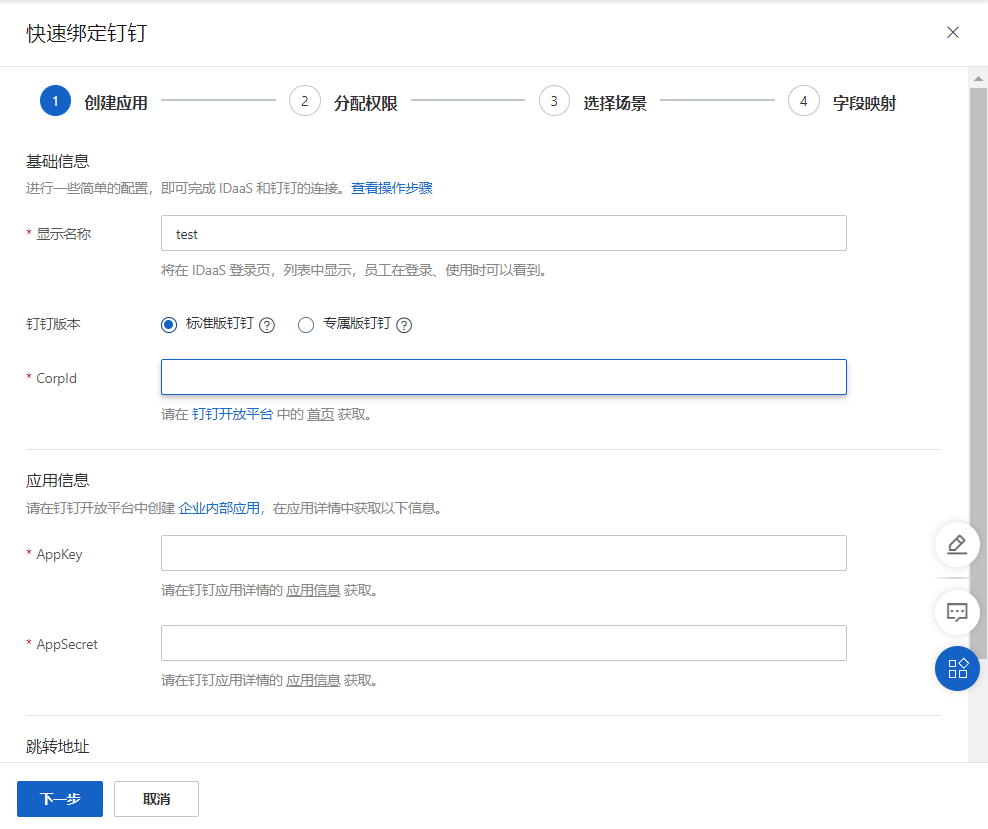 快速绑定钉钉
1 创建应用 2 分配权限 3 选择场景 4 字段映射
基础信息
进行一些简单的配置，即可完成 IDaaS 和钉钉的连接。查看操作步骤
* 显示名称 test
将在 IDaaS 登录页，列表中显示，员工在登录、使用时可以看到。
钉钉版本 标准版钉钉 ? 专属版钉钉 ?
* CorpId
请在 钉钉开放平台 中的 首页 获取。
应用信息
请在钉钉开放平台中创建 企业内部应用，在应用详情中获取以下信息。
* AppKey
请在钉钉应用详情的 应用信息 获取。
* AppSecret
请在钉钉应用详情的 应用信息 获取。
跳转地址
下一步 取消